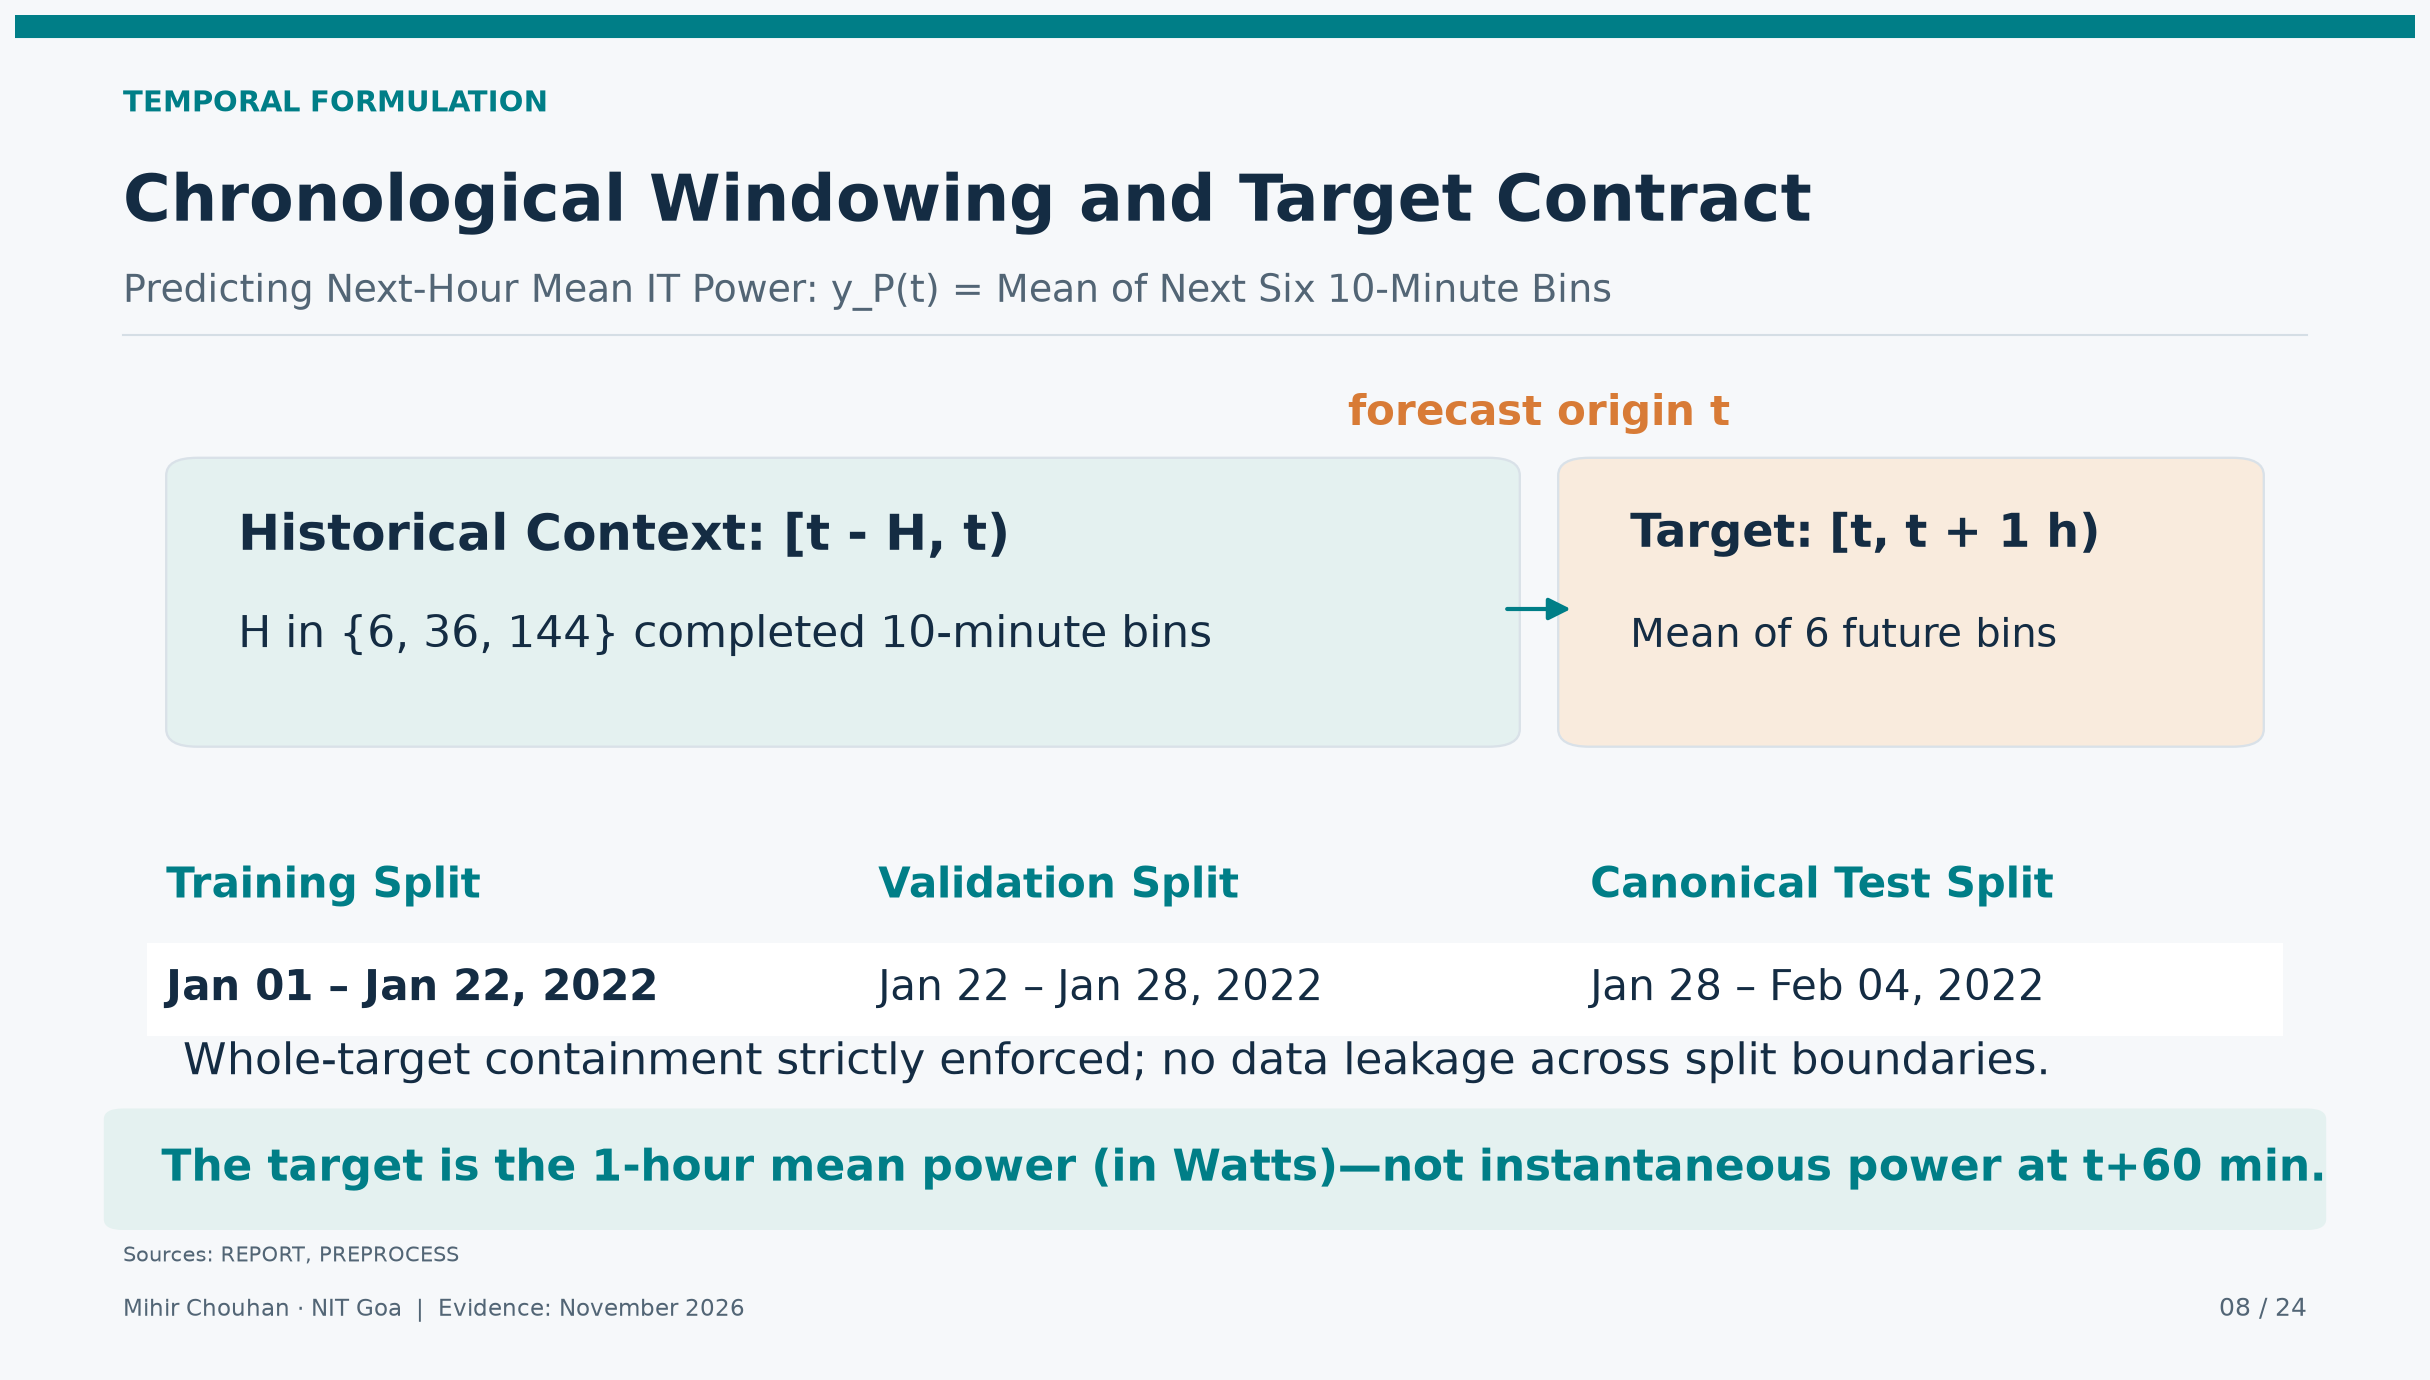 TEMPORAL FORMULATION
Chronological Windowing and Target Contract
Predicting Next-Hour Mean IT Power: y_P(t) = Mean of Next Six 10-Minute Bins
forecast origin t
Historical Context: [t - H, t)
H in {6, 36, 144} completed 10-minute bins
Target: [t, t + 1 h)
Mean of 6 future bins
Training Split Validation Split Canonical Test Split
Jan 01 – Jan 22, 2022 Jan 22 – Jan 28, 2022 Jan 28 – Feb 04, 2022
Whole-target containment strictly enforced; no data leakage across split boundaries.
The target is the 1-hour mean power (in Watts)—not instantaneous power at t+60 min.
Sources: REPORT, PREPROCESS
Mihir Chouhan · NIT Goa | Evidence: November 2026
08 / 24